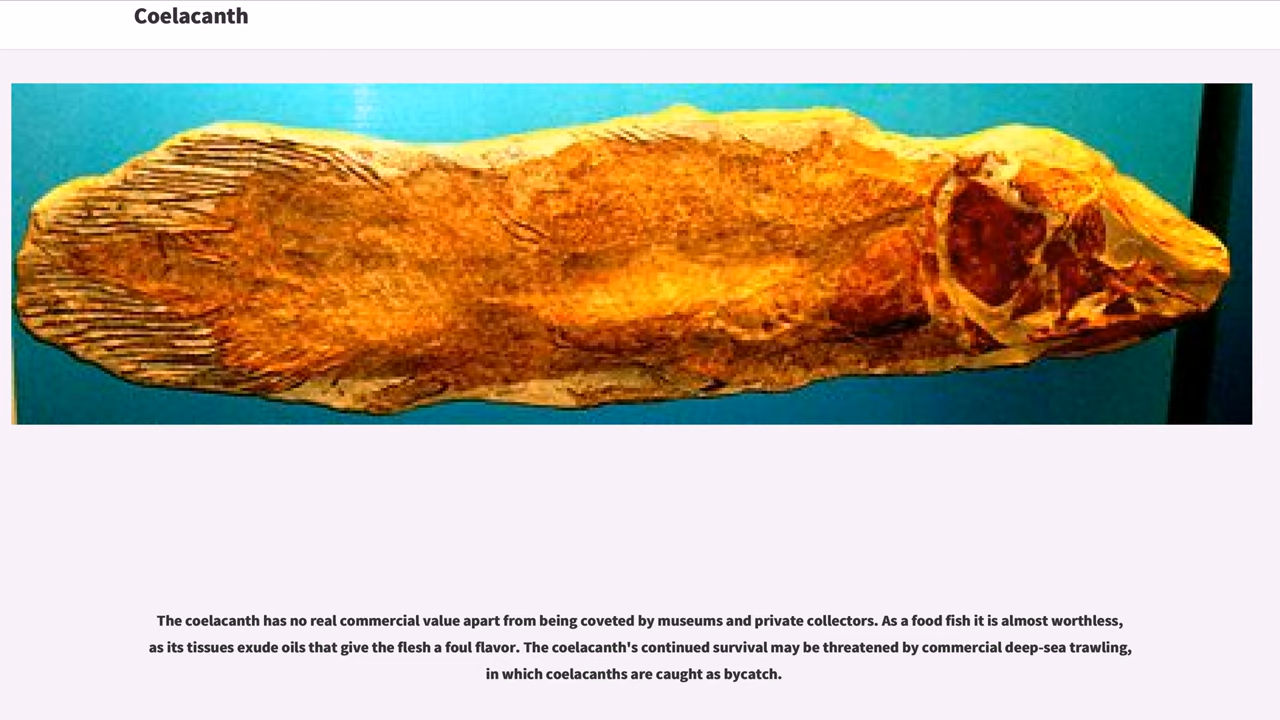 Coelacanth
The coelacanth has no real commercial value apart from being coveted by museums and private collectors. As a food fish it is almost worthless,
as its tissues exude oils that give the flesh a foul flavor. The coelacanth's continued survival may be threatened by commercial deep-sea trawling,
in which coelacanths are caught as bycatch.